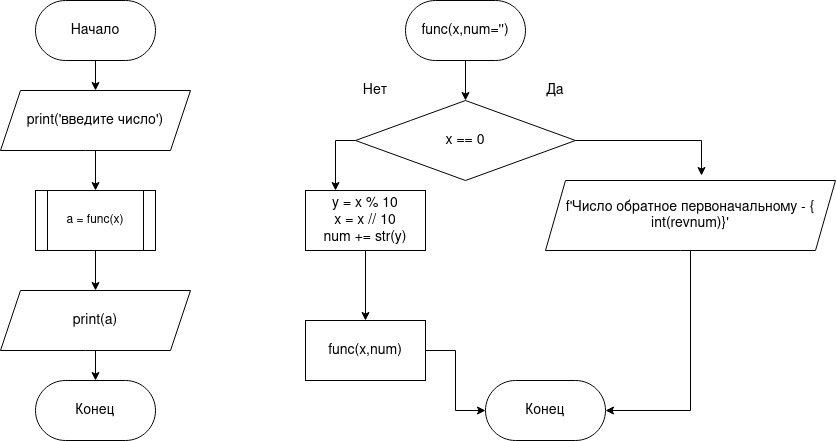 Начало
print('введите число')
a = func(x)
print(a)
Конец
func(x,num='')
Нет
Да
x == 0
y = x % 10
x = x // 10
num += str(y)
f'Число обратное первоначальному - {
int(revnum)}'
func(x,num)
Конец